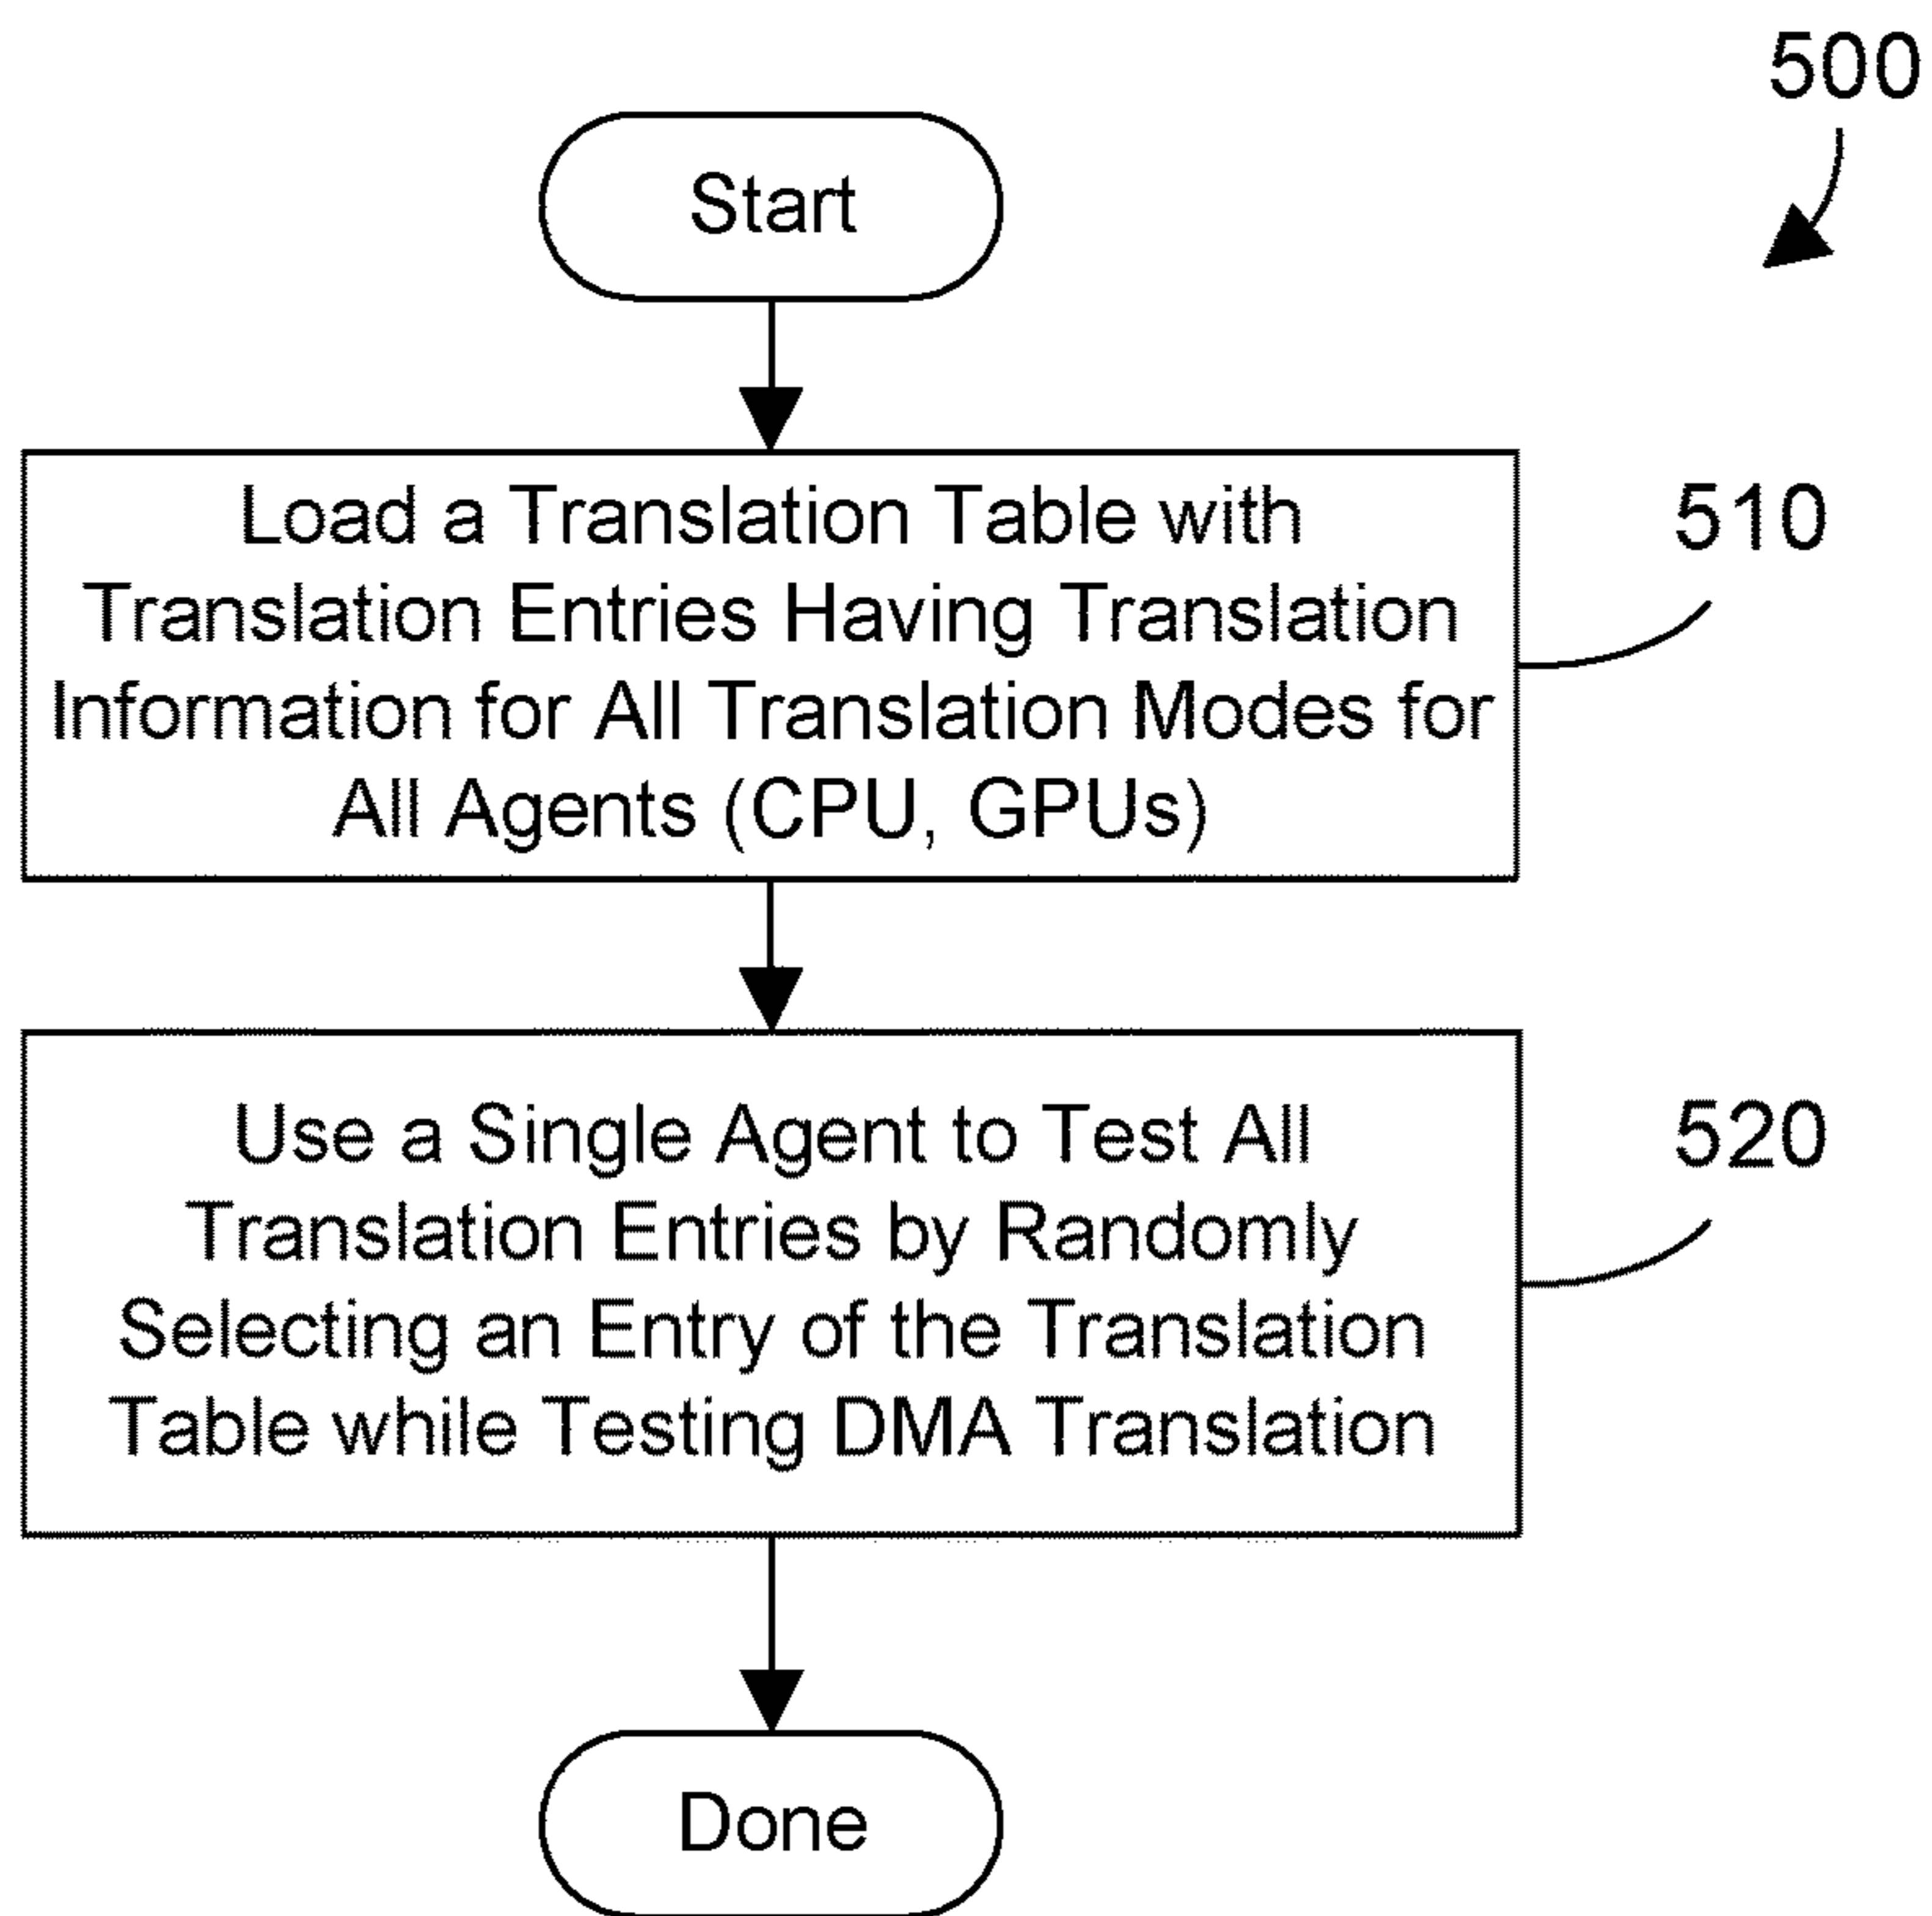 500
Start
Load a Translation Table with
Translation Entries Having Translation
Information for All Translation Modes for
All Agents (CPU, GPUs)
510
Use a Single Agent to Test All
Translation Entries by Randomly
Selecting an Entry of the Translation
Table while Testing DMA Translation
520
Done